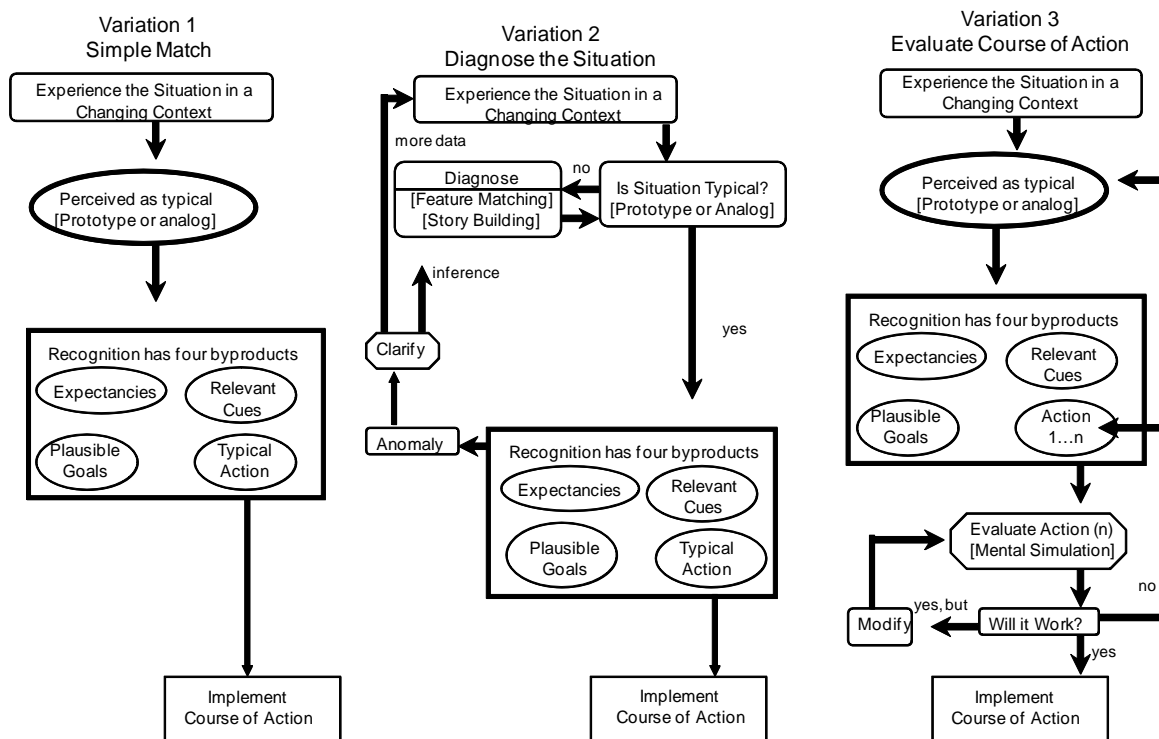 Variation 1
Simple Match
Experience the Situation in a
Changing Context
Perceived as typical
[Prototype or analog]
Recognition has four byproducts
Expectancies
Relevant
Cues
Plausible
Goals
Typical
Action
Implement
Course of Action
Variation 2
Diagnose the Situation
Experience the Situation in a
Changing Context
more data
no
Diagnose
[Feature Matching]
[Story Building]
Is Situation Typical?
[Prototype or Analog]
inference
yes
Clarify
Anomaly
Recognition has four byproducts
Expectancies
Relevant
Cues
Plausible
Goals
Typical
Action
Implement
Course of Action
Variation 3
Evaluate Course of Action
Experience the Situation in a
Changing Context
Perceived as typical
[Prototype or analog]
Recognition has four byproducts
Expectancies
Relevant
Cues
Plausible
Goals
Action
1...n
Evaluate Action (n)
[Mental Simulation]
no
yes, but
Modify
Will it Work?
yes
Implement
Course of Action